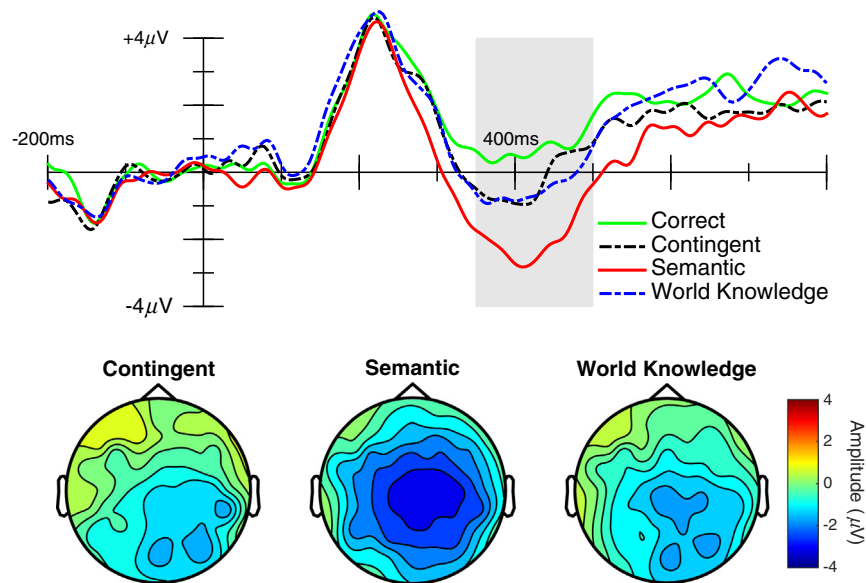 +4μV
-200ms
400ms
Correct
Contingent
Semantic
World Knowledge
-4μV
Contingent
Semantic
World Knowledge
4
2
0
-2
-4
Amplitude (μV)